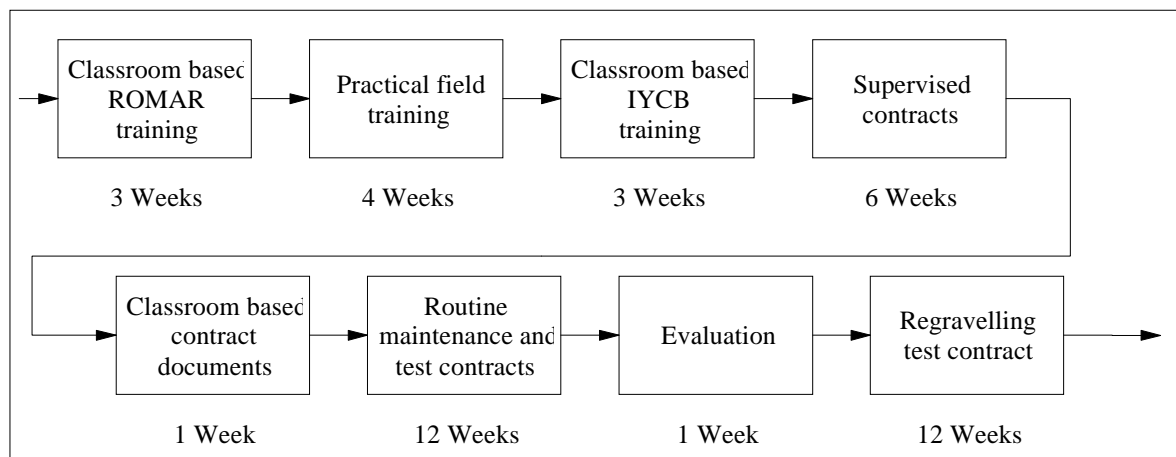 Classroom based
ROMAR
training
Practical field
training
Classroom based
IYCB
training
Supervised
contracts
3 Weeks
4 Weeks
3 Weeks
6 Weeks
Classroom based
contract
documents
Routine
maintenance and
test contracts
Evaluation
Regravelling
test contract
1 Week
12 Weeks
1 Week
12 Weeks